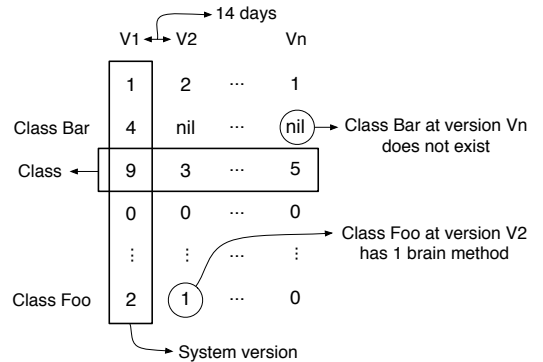 14 days
V1 V2 Vn
1 2 ... 1
Class Bar 4 nil ... nil Class Bar at version Vn
does not exist
Class 9 3 ... 5
0 0 ... 0
Class Foo at version V2
⋮ ⋮ ... ⋮ has 1 brain method
Class Foo 2 1 ... 0
System version